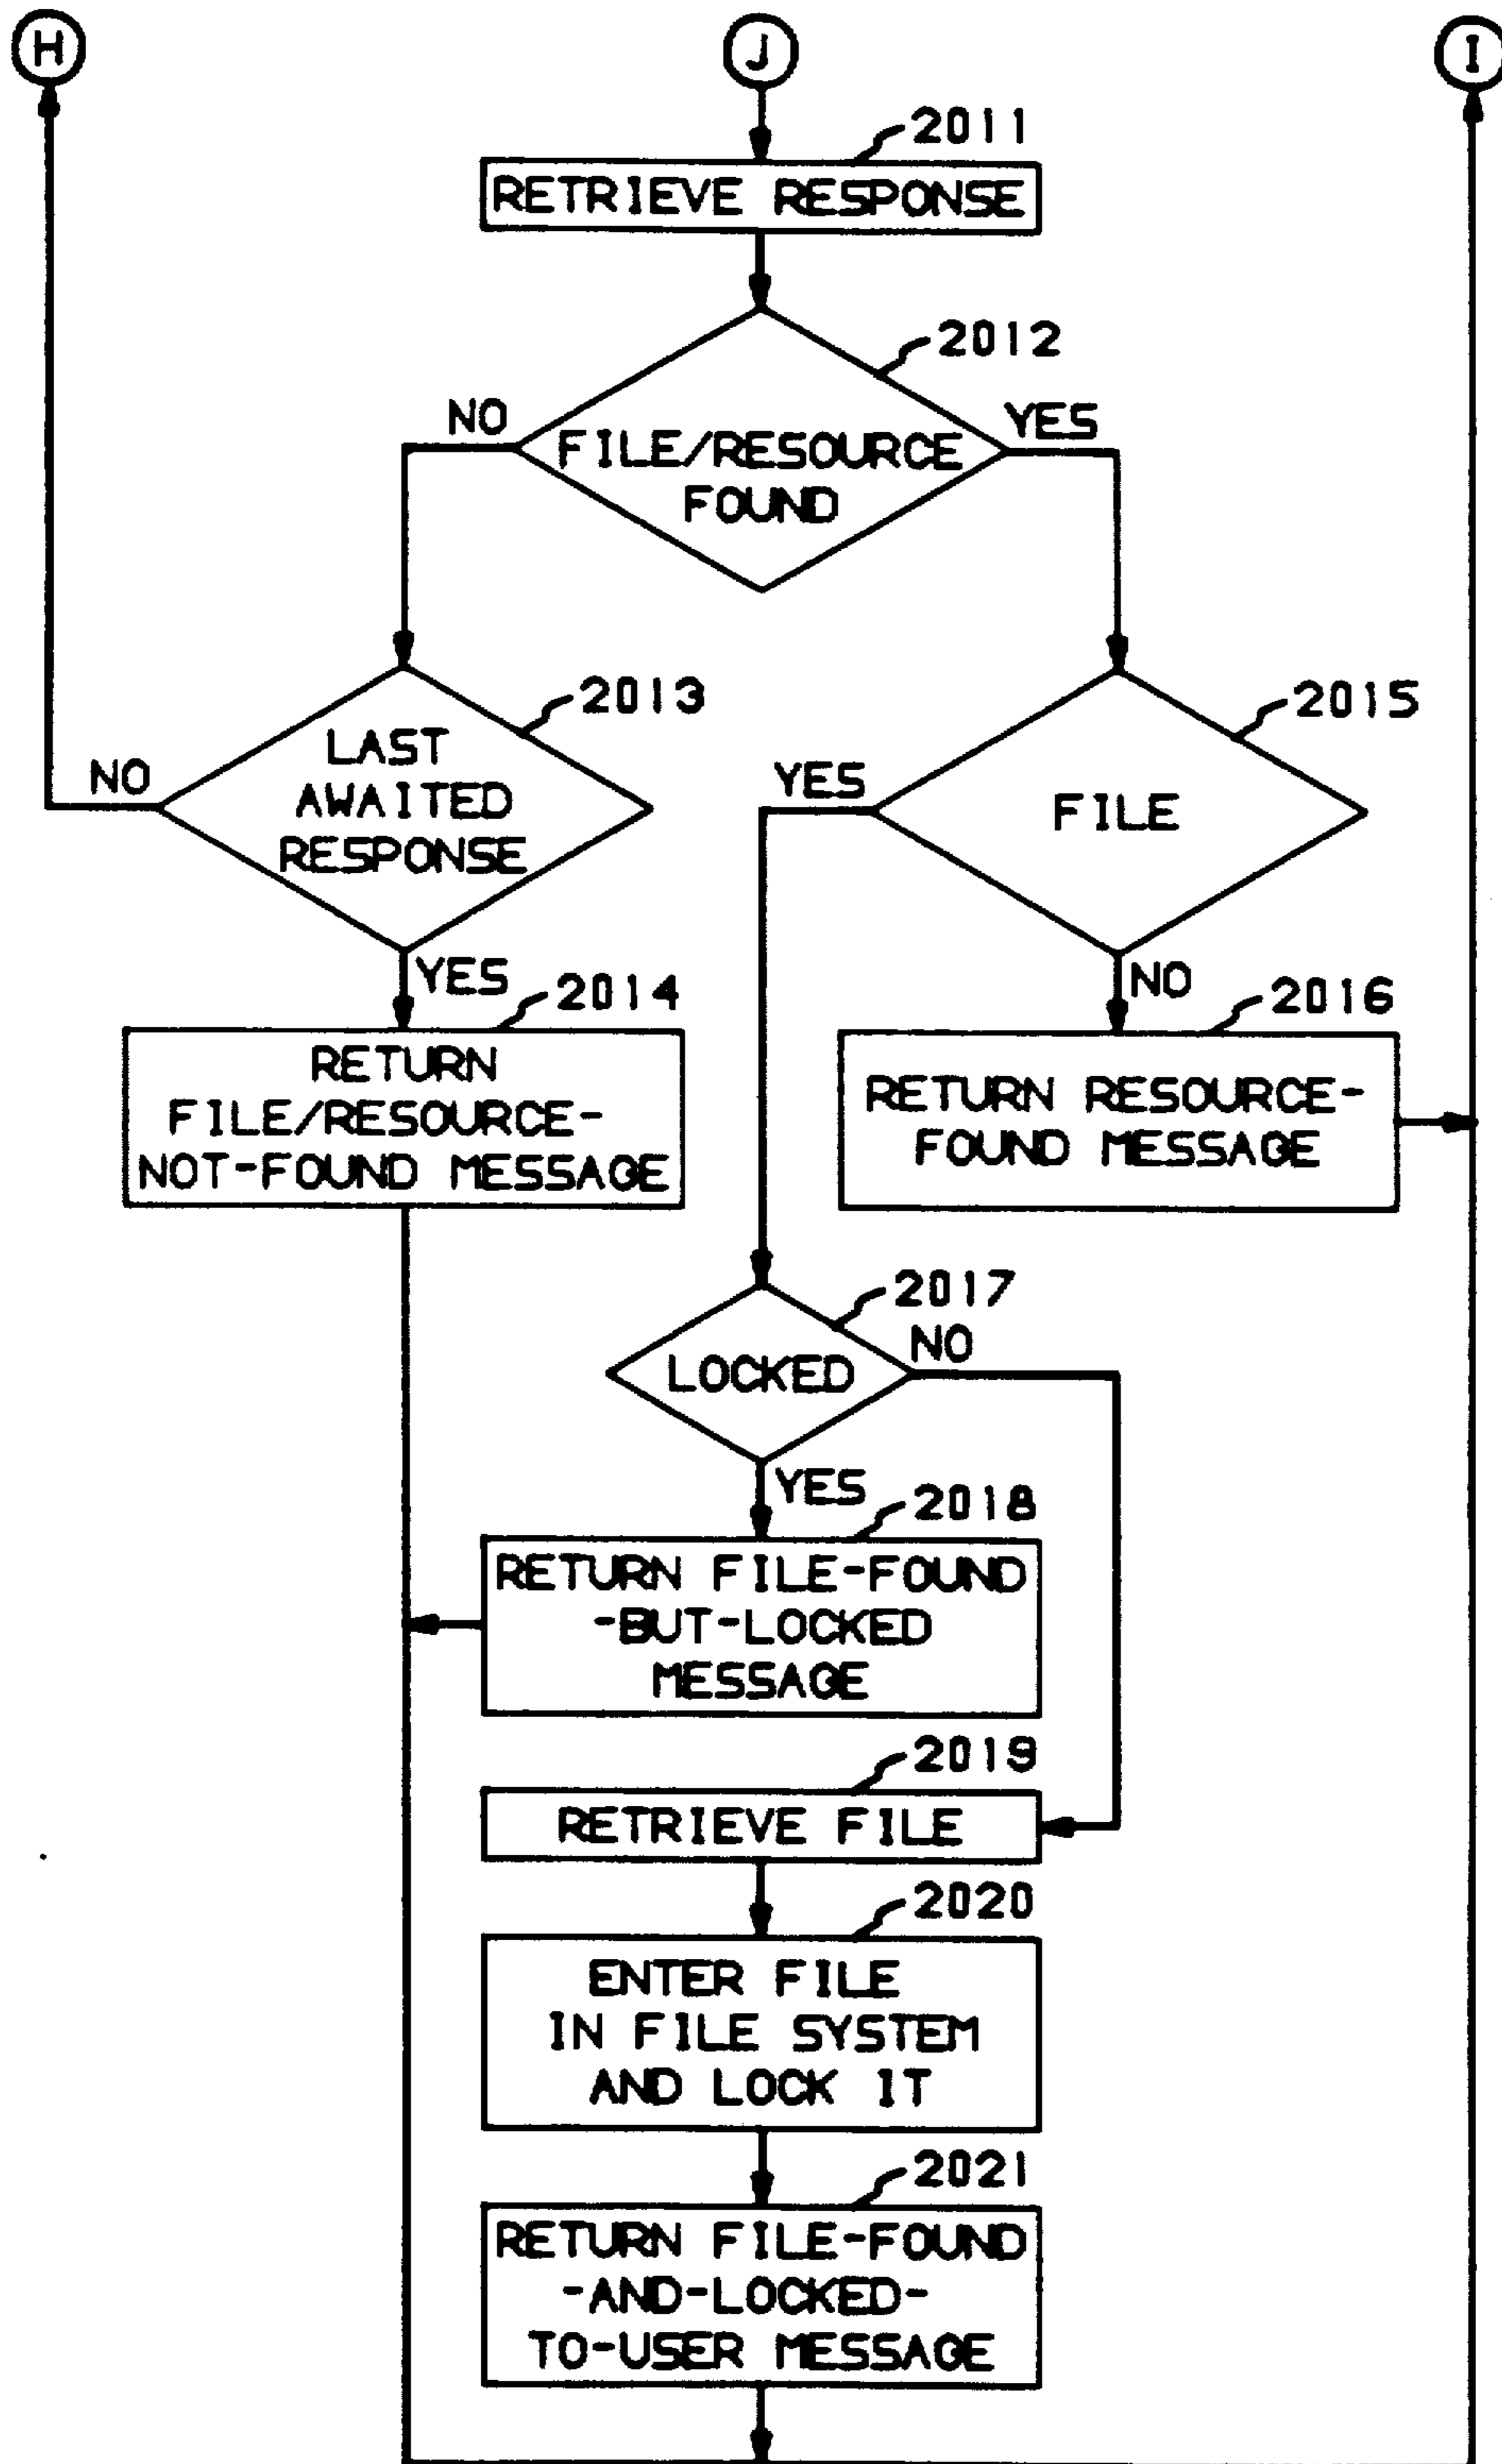 H
J
I
2011
RETRIEVE RESPONSE
2012
NO
YES
FILE/RESOURCE
FOUND
2013
2015
LAST
AWAITED
RESPONSE
NO
YES
FILE
YES
2014
NO
2016
RETURN
FILE/RESOURCE-
NOT-FOUND MESSAGE
RETURN RESOURCE-
FOUND MESSAGE
2017
NO
LOCKED
YES
2018
RETURN FILE-FOUND
-BUT-LOCKED
MESSAGE
2019
RETRIEVE FILE
2020
ENTER FILE
IN FILE SYSTEM
AND LOCK IT
2021
RETURN FILE-FOUND
-AND-LOCKED-
TO-USER MESSAGE